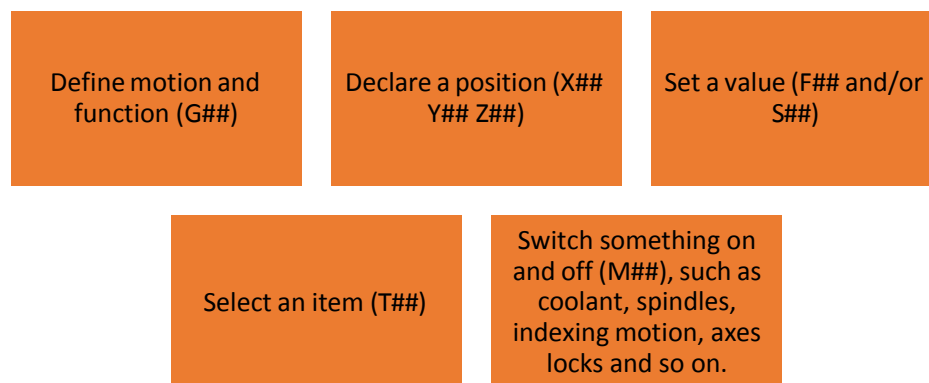 Define motion and
function (G##)
Declare a position (X##
Y## Z##)
Set a value (F## and/or
S##)
Select an item (T##)
Switch something on
and off (M##), such as
coolant, spindles,
indexing motion, axes
locks and so on.